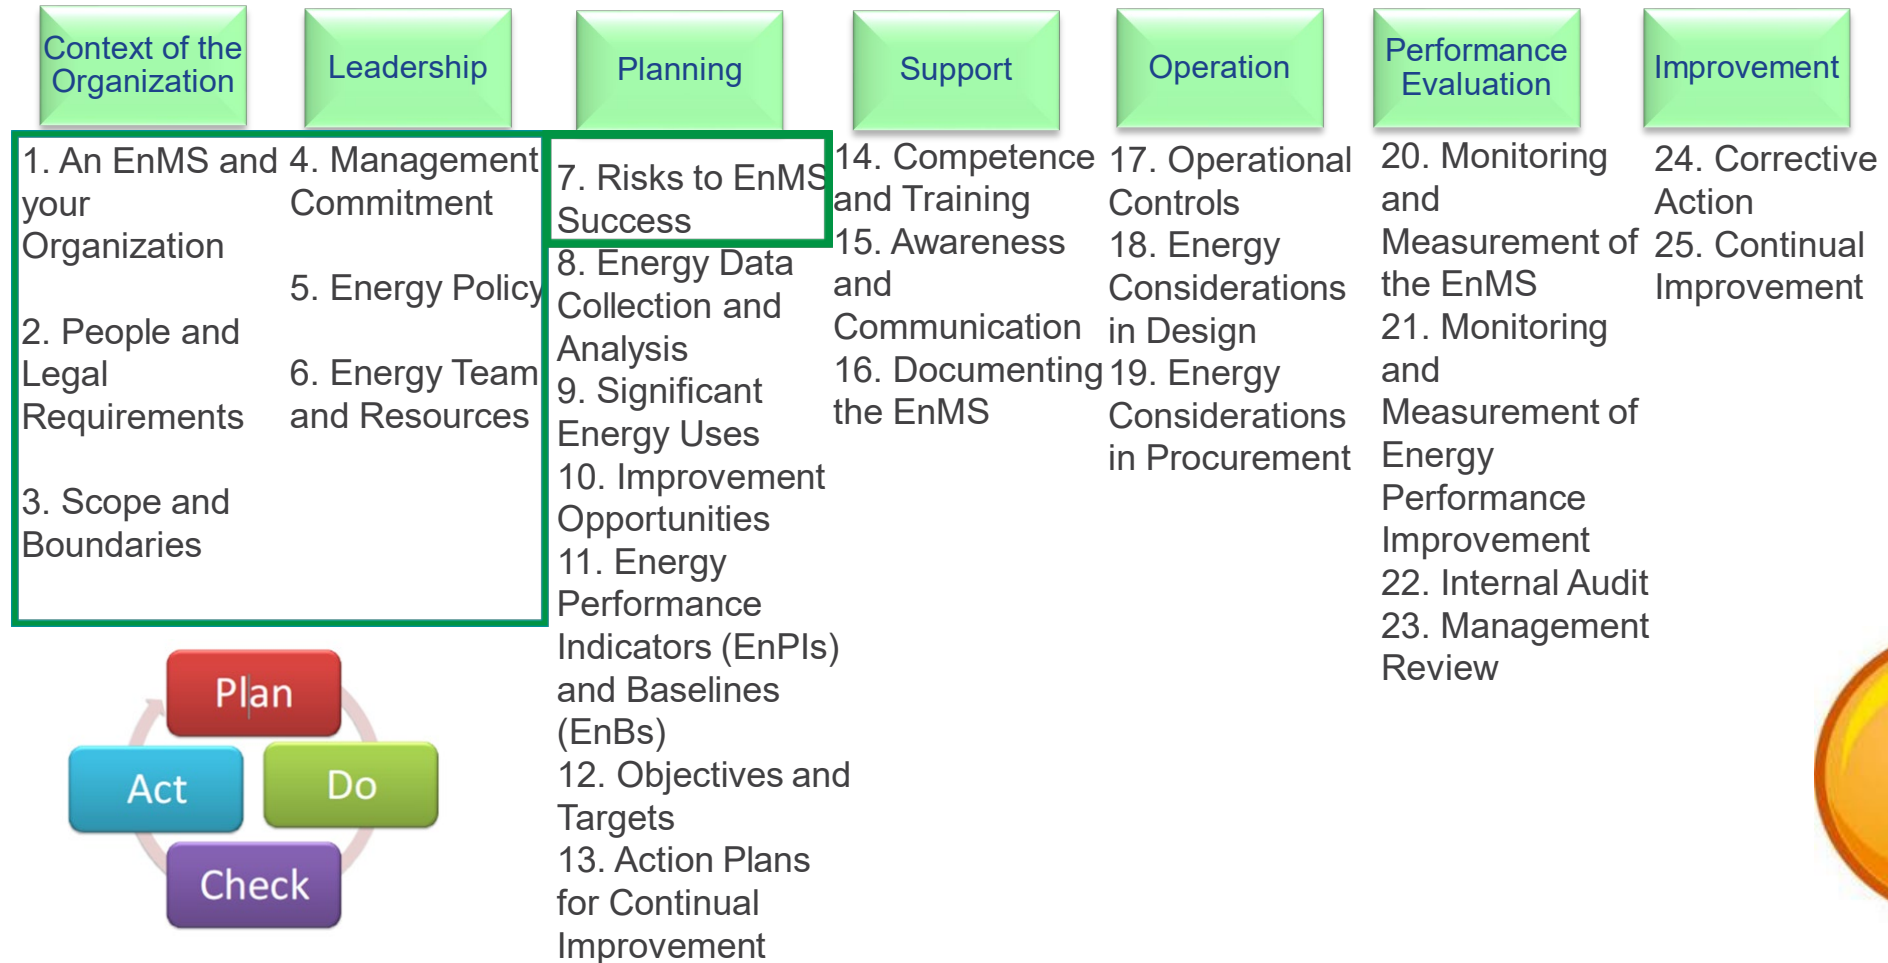 Context of the
Organization
Leadership
Planning
Support
Operation
Performance
Evaluation
Improvement
1. An EnMS and
your
Organization
2. People and
Legal
Requirements
3. Scope and
Boundaries
4. Management
Commitment
5. Energy Policy
6. Energy Team
and Resources
7. Risks to EnMS
Success
8. Energy Data
Collection and
Analysis
9. Significant
Energy Uses
10. Improvement
Opportunities
11. Energy
Performance
Indicators (EnPIs)
and Baselines
(EnBs)
12. Objectives and
Targets
13. Action Plans
for Continual
Improvement
14. Competence
and Training
15. Awareness
and
Communication
16. Documenting
the EnMS
17. Operational
Controls
18. Energy
Considerations
in Design
19. Energy
Considerations
in Procurement
20. Monitoring
and
Measurement of
the EnMS
21. Monitoring
and
Measurement of
Energy
Performance
Improvement
22. Internal Audit
23. Management
Review
24. Corrective
Action
25. Continual
Improvement
Plan
Do
Check
Act